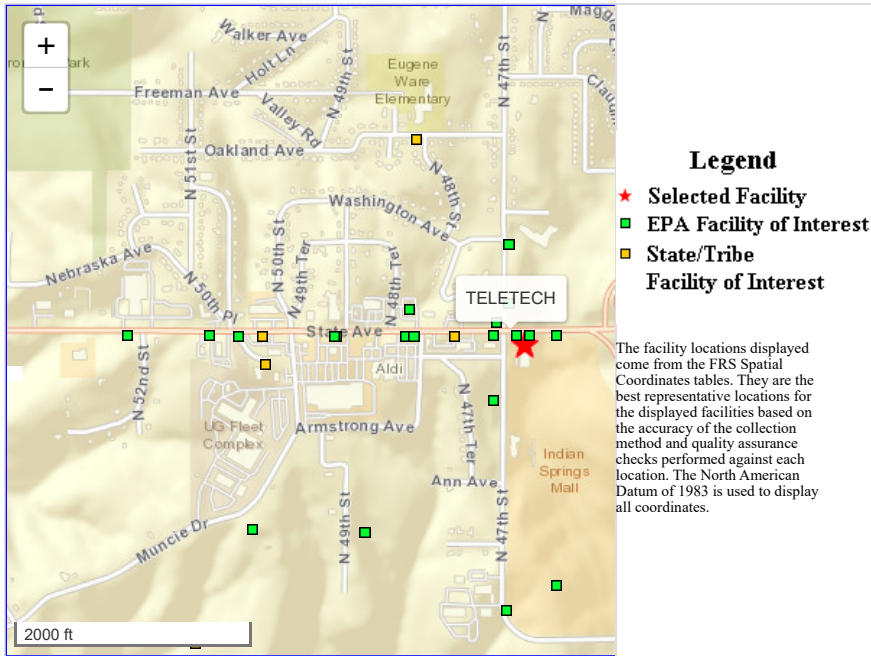 +
−
Walker Ave
Holt Ln
N 49th St
N 47th St
N
Maggie
Claudin
Park
Eugene
Ware
Elementary
Freeman Ave
Valley Rd
N 51st St
Oakland Ave
N 48th St
Washington Ave
N 50th St
N 49th Ter
N 48th Ter
Nebraska Ave
N 50th Pl
TELETECH
State Ave
N 52nd St
Aldi
UG Fleet
Complex
Armstrong Ave
N 47th Ter
Indian
Springs
Mall
Ann Ave
N 49th St
N 47th St
Muncie Dr
2000 ft
Legend
Selected Facility
EPA Facility of Interest
State/Tribe
Facility of Interest
The facility locations displayed
come from the FRS Spatial
Coordinates tables. They are the
best representative locations for
the displayed facilities based on
the accuracy of the collection
method and quality assurance
checks performed against each
location. The North American
Datum of 1983 is used to display
all coordinates.